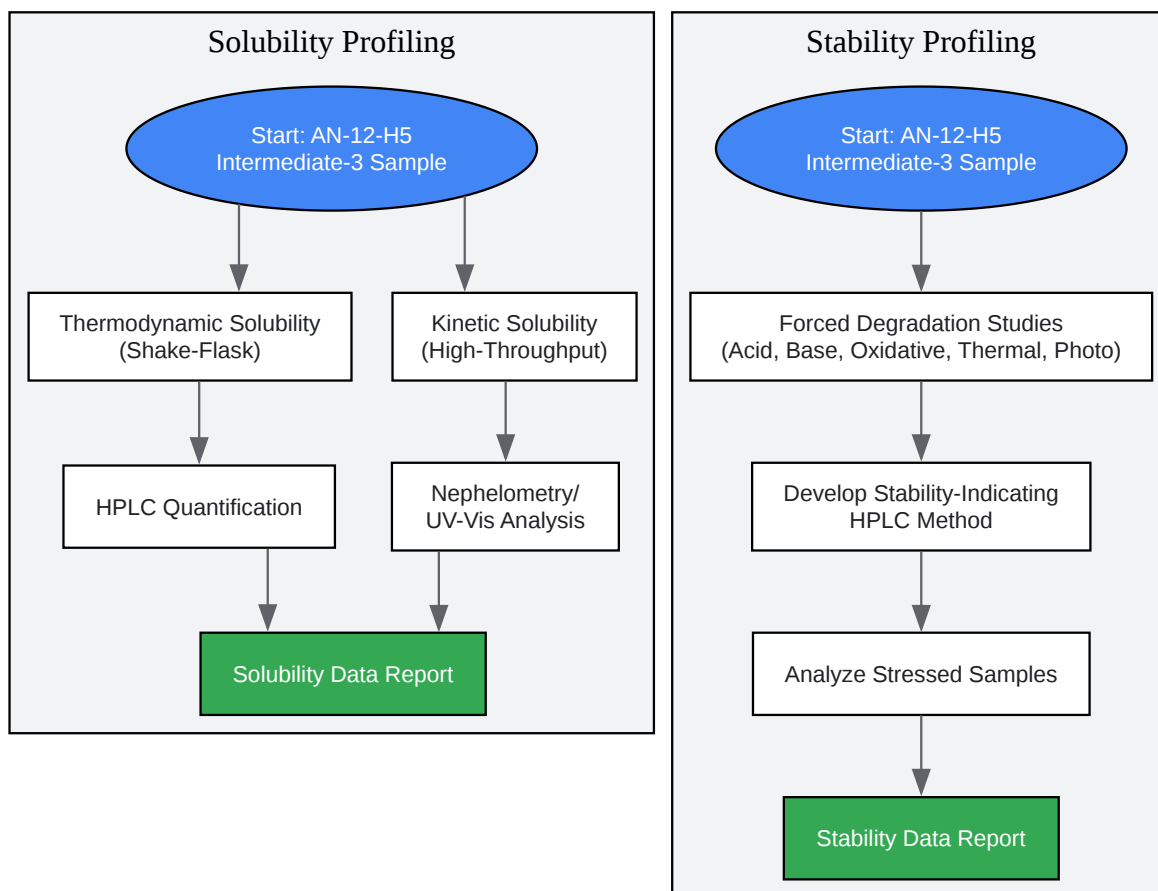 Solubility Profiling
Start: AN-12-H5
Intermediate-3 Sample
Thermodynamic Solubility
(Shake-Flask)
Kinetic Solubility
(High-Throughput)
HPLC Quantification
Nephelometry/
UV-Vis Analysis
Solubility Data Report
Stability Profiling
Start: AN-12-H5
Intermediate-3 Sample
Forced Degradation Studies
(Acid, Base, Oxidative, Thermal, Photo)
Develop Stability-Indicating
HPLC Method
Analyze Stressed Samples
Stability Data Report